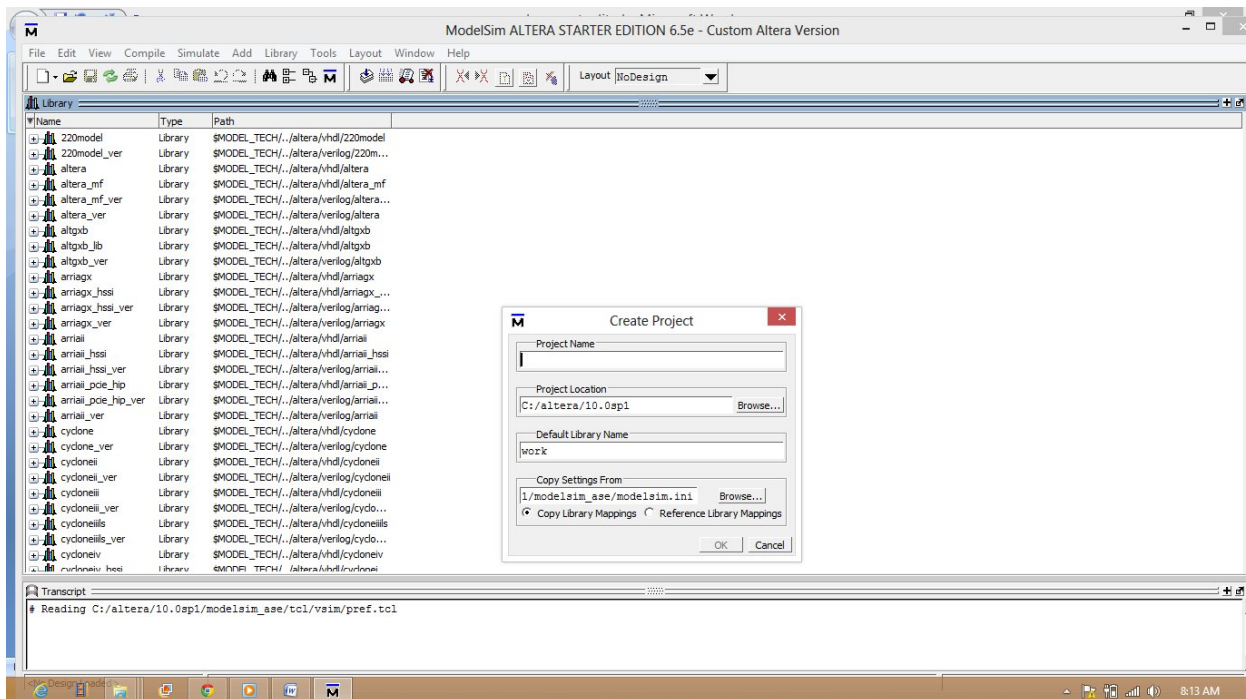 ModelSim ALTERA STARTER EDITION 6.5e - Custom Altera Version
File Edit View Compile Simulate Add Library Tools Layout Window Help
Layout NoDesign
Library
Name Type Path
220model Library $MODEL_TECH/../altera/vhdl/220model
220model_ver Library $MODEL_TECH/../altera/verilog/220m...
altera Library $MODEL_TECH/../altera/vhdl/altera
altera_mf Library $MODEL_TECH/../altera/vhdl/altera_mf
altera_mf_ver Library $MODEL_TECH/../altera/verilog/altera...
altera_ver Library $MODEL_TECH/../altera/verilog/altera
altgxb Library $MODEL_TECH/../altera/vhdl/altgxb
altgxb_lib Library $MODEL_TECH/../altera/vhdl/altgxb
altgxb_ver Library $MODEL_TECH/../altera/verilog/altgxb
arriagx Library $MODEL_TECH/../altera/vhdl/arriagx
arriagx_hssi Library $MODEL_TECH/../altera/vhdl/arriagx_...
arriagx_hssi_ver Library $MODEL_TECH/../altera/verilog/arriag...
arriagx_ver Library $MODEL_TECH/../altera/verilog/arriagx
arriaii Library $MODEL_TECH/../altera/vhdl/arriaii
arriaii_hssi Library $MODEL_TECH/../altera/vhdl/arriaii_hssi
arriaii_hssi_ver Library $MODEL_TECH/../altera/verilog/arriaii...
arriaii_pcie_hip Library $MODEL_TECH/../altera/vhdl/arriaii_p...
arriaii_pcie_hip_ver Library $MODEL_TECH/../altera/verilog/arriaii...
arriaii_ver Library $MODEL_TECH/../altera/verilog/arriaii
cyclone Library $MODEL_TECH/../altera/vhdl/cyclone
cyclone_ver Library $MODEL_TECH/../altera/verilog/cyclone
cycloneii Library $MODEL_TECH/../altera/vhdl/cycloneii
cycloneii_ver Library $MODEL_TECH/../altera/verilog/cycloneii
cycloneiii Library $MODEL_TECH/../altera/vhdl/cycloneiii
cycloneiii_ver Library $MODEL_TECH/../altera/verilog/cyclo...
cycloneiiils Library $MODEL_TECH/../altera/vhdl/cycloneiiils
cycloneiiils_ver Library $MODEL_TECH/../altera/verilog/cyclo...
cycloneiv Library $MODEL_TECH/../altera/vhdl/cycloneiv
cycloneiv_hssi Library $MODEL_TECH/../altera/vhdl/cyclonei
Create Project
Project Name
Project Location
C:/altera/10.0sp1 Browse...
Default Library Name
work
Copy Settings From
1/modelsim_ase/modelsim.ini Browse...
Copy Library Mappings Reference Library Mappings
OK Cancel
Transcript
# Reading C:/altera/10.0sp1/modelsim_ase/tcl/vsim/pref.tcl
<No Design Loaded>
8:13 AM